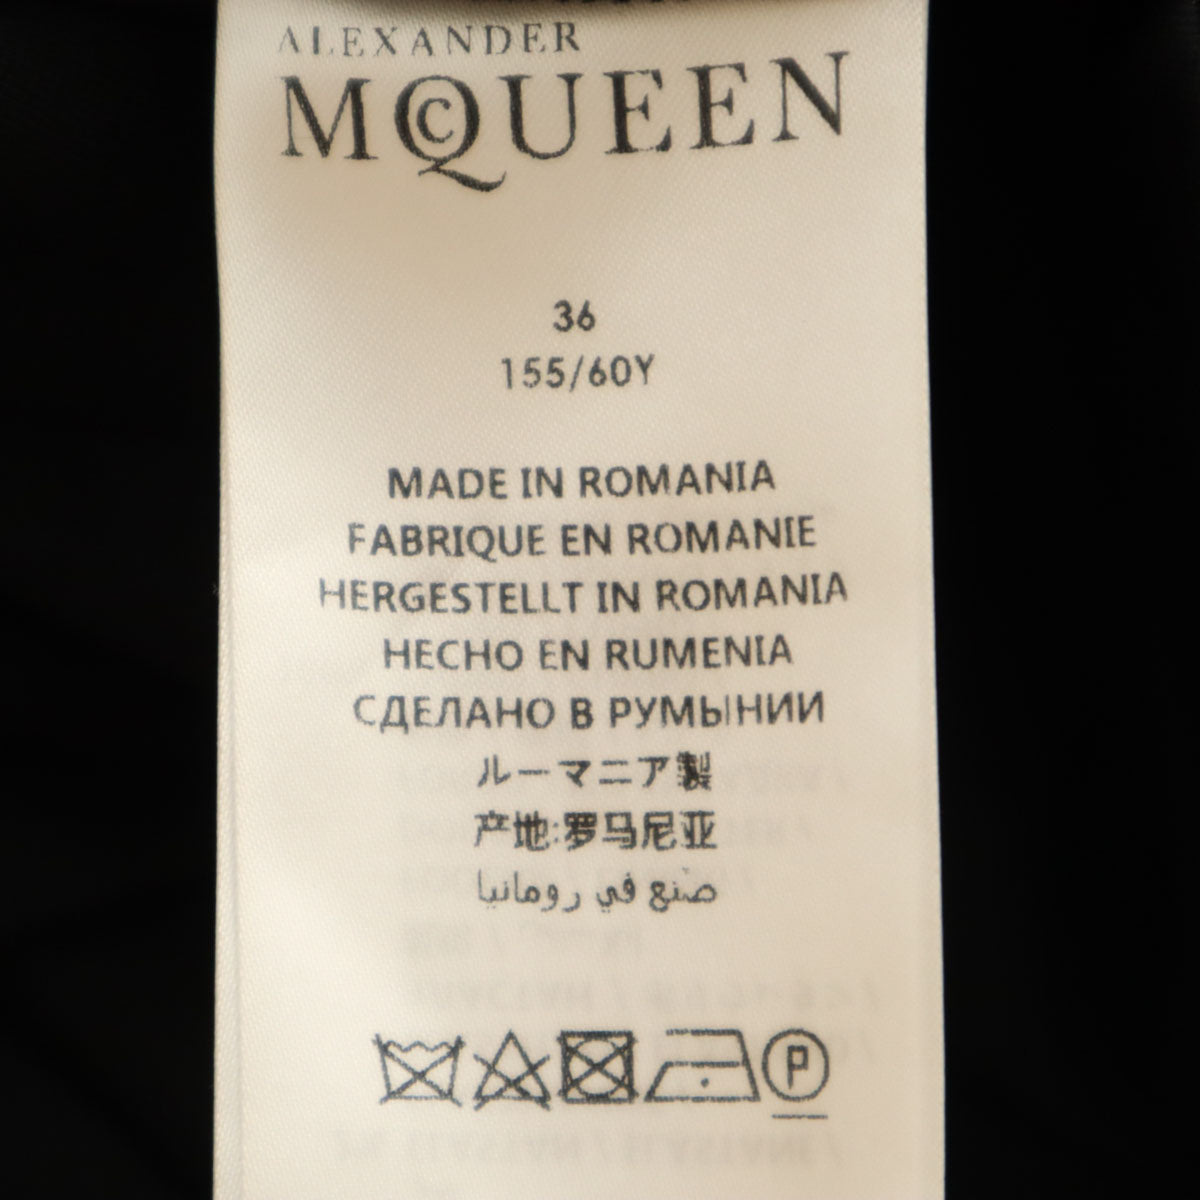 ALEXANDER
MCQUEEN
36
155/60Y
MADE IN ROMANIA
FABRIQUE EN ROMANIE
HERGESTELLT IN ROMANIA
HECHO EN RUMENIA
СДЕЛАНО В РУМЫНИИ
ルーマニア製
产地:罗马尼亚
صنع في رومانيا
P